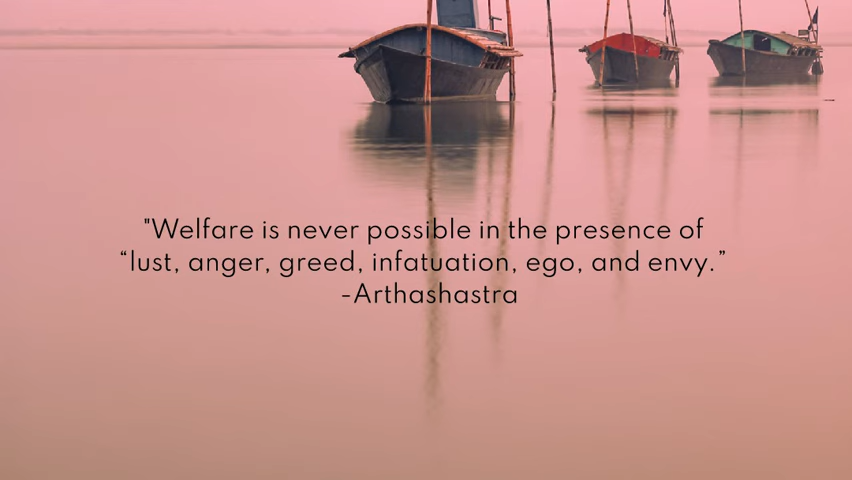 "Welfare is never possible in the presence of
“lust, anger, greed, infatuation, ego, and envy.”
-Arthashastra